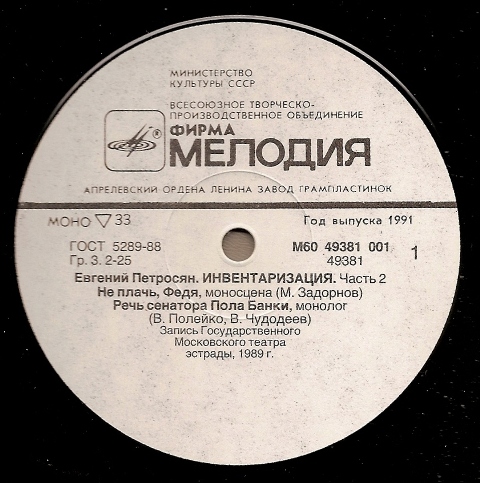 МИНИСТЕРСТВО
КУЛЬТУРЫ СССР
ВСЕСОЮЗНОЕ ТВОРЧЕСКО-
ПРОИЗВОДСТВЕННОЕ ОБЪЕДИНЕНИЕ
®
ФИРМА
МЕЛОДИЯ
АПРЕЛЕВСКИЙ ОРДЕНА ЛЕНИНА ЗАВОД ГРАМПЛАСТИНОК
МОНО ▽ 33
Год выпуска 1991
ГОСТ 5289-88
М60 49381 001
Гр. 3. 2-25
49381
1
Евгений Петросян. ИНВЕНТАРИЗАЦИЯ. Часть 2
Не плачь, Федя, моносцена (М. Задорнов)
Речь сенатора Пола Банки, монолог
(В. Полейко, В. Чудодеев)
Запись Государственного
Московского театра
эстрады, 1989 г.